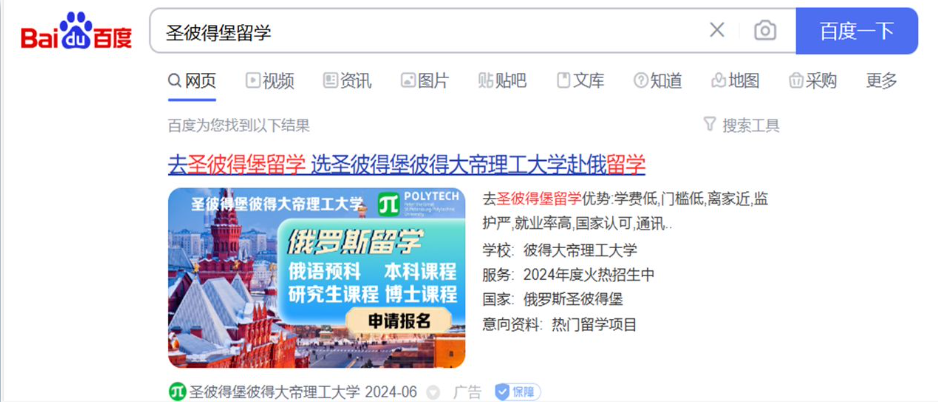 Bai du 百度
圣彼得堡留学
百度一下
网页 视频 资讯 图片 贴吧 文库 知道 地图 采购 更多
百度为您找到以下结果
搜索工具
去圣彼得堡留学 选圣彼得堡彼得大帝理工大学赴俄留学
圣彼得堡彼得大帝理工大学 POLYTECH
俄罗斯留学
俄语预科 本科课程
研究生课程 博士课程
申请报名
去圣彼得堡留学优势:学费低,门槛低,离家近,监
护严,就业率高,国家认可,通讯..
学校: 彼得大帝理工大学
服务: 2024年度火热招生中
国家: 俄罗斯圣彼得堡
意向资料: 热门留学项目
圣彼得堡彼得大帝理工大学 2024-06 广告 保障